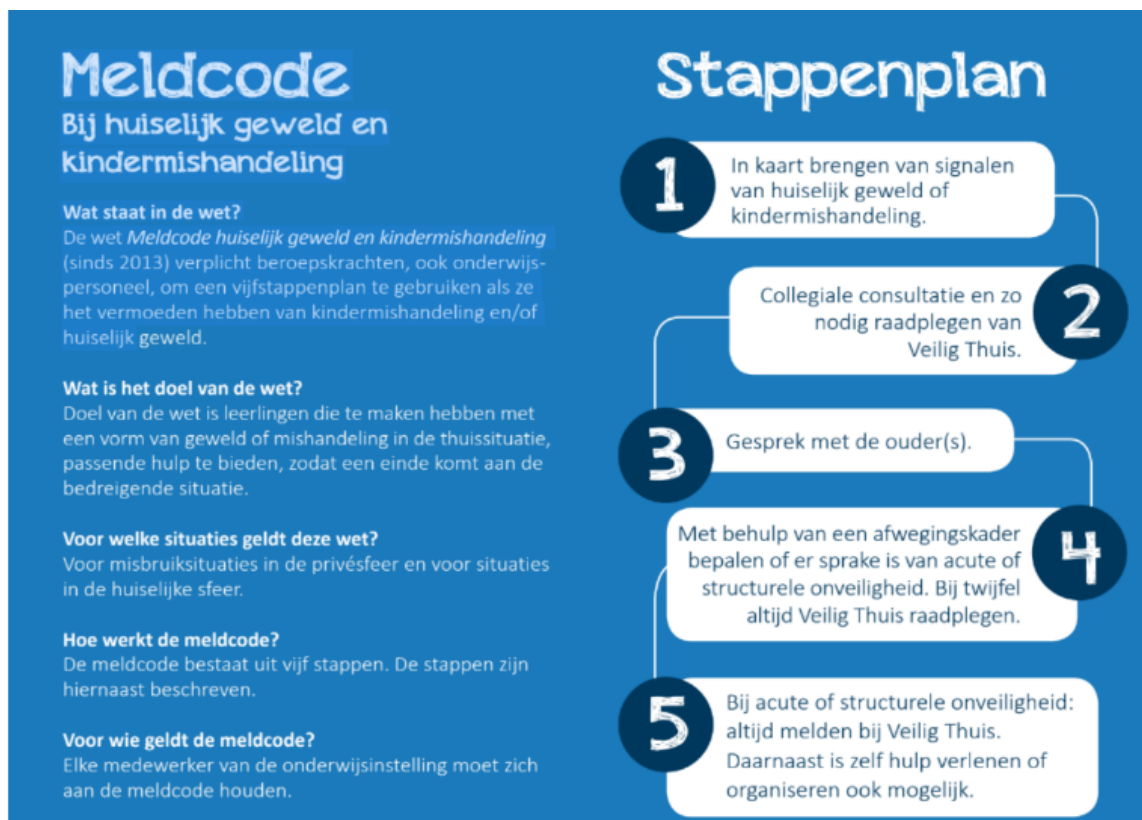 Meldcode
Bij huiselijk geweld en
kindermishandeling
Wat staat in de wet?
De wet Meldcode huiselijk geweld en kindermishandeling
(sinds 2013) verplicht beroepskrachten, ook onderwijs-
personeel, om een vijfstappenplan te gebruiken als ze
het vermoeden hebben van kindermishandeling en/of
huiselijk geweld.
Wat is het doel van de wet?
Doel van de wet is leerlingen die te maken hebben met
een vorm van geweld of mishandeling in de thuissituatie,
passende hulp te bieden, zodat een einde komt aan de
bedreigende situatie.
Voor welke situaties geldt deze wet?
Voor misbruiksituaties in de privésfeer en voor situaties
in de huiselijke sfeer.
Hoe werkt de meldcode?
De meldcode bestaat uit vijf stappen. De stappen zijn
hiernaast beschreven.
Voor wie geldt de meldcode?
Elke medewerker van de onderwijsinstelling moet zich
aan de meldcode houden.
Stappenplan
1
In kaart brengen van signalen
van huiselijk geweld of
kindermishandeling.
2
Collegiale consultatie en zo
nodig raadplegen van
Veilig Thuis.
3
Gesprek met de ouder(s).
4
Met behulp van een afwegingskader
bepalen of er sprake is van acute of
structurele onveiligheid. Bij twijfel
altijd Veilig Thuis raadplegen.
5
Bij acute of structurele onveiligheid:
altijd melden bij Veilig Thuis.
Daarnaast is zelf hulp verlenen of
organiseren ook mogelijk.